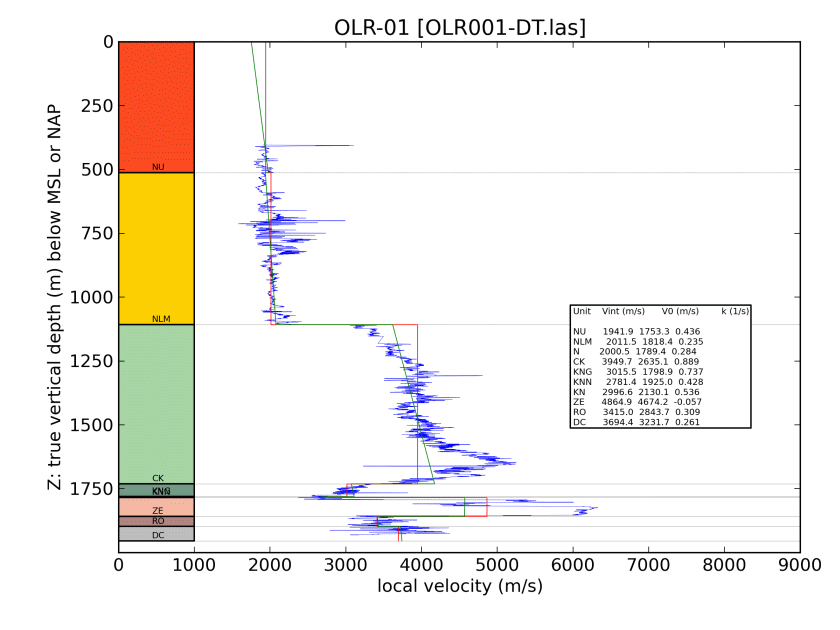 OLR-01 [OLR001-DT.las]
Z: true vertical depth (m) below MSL or NAP
0
250
500
750
1000
1250
1500
1750
NU
NLM
CK
KNN
ZE
RO
DC
Unit Vint (m/s) V0 (m/s) k (1/s)
NU 1941.9 1753.3 0.436
NLM 2011.5 1818.4 0.235
N 2000.5 1789.4 0.284
CK 3949.7 2635.1 0.889
KNG 3015.5 1798.9 0.737
KNN 2781.4 1925.0 0.428
KN 2996.6 2130.1 0.536
ZE 4864.9 4674.2 -0.057
RO 3415.0 2843.7 0.309
DC 3694.4 3231.7 0.261
0 1000 2000 3000 4000 5000 6000 7000 8000 9000
local velocity (m/s)